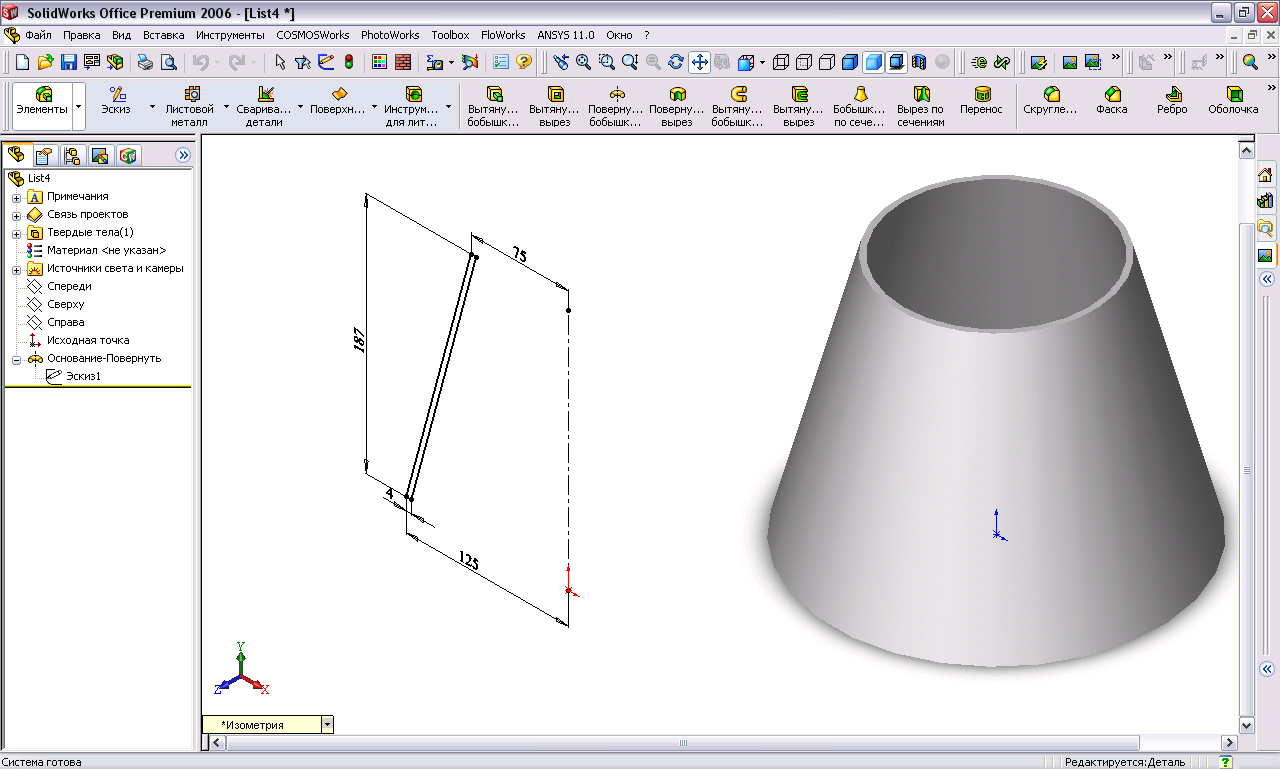 SolidWorks Office Premium 2006 - [List4 *]
Файл Правка Вид Вставка Инструменты COSMOSWorks PhotoWorks Toolbox FloWorks ANSYS 11.0 Окно ?
Элементы Эскиз Листовой металл Сварива... детали Поверхн... Инструм... для лит... Вытяну... бобышк... Вытяну... вырез Поверну... бобышк... Поверну... вырез Вытяну... бобышк... Вытяну... вырез Бобышк... по сече... Вырез по сечениям Перенос Скругле... Фаска Ребро Оболочка
List4
Примечания
Связь проектов
Твердые тела(1)
Материал <не указан>
Источники света и камеры
Спереди
Сверху
Справа
Исходная точка
Основание-Повернуть
Эскиз1
75
187
4
125
Y
Z X
*Изометрия
Система готова Редактируется:Деталь